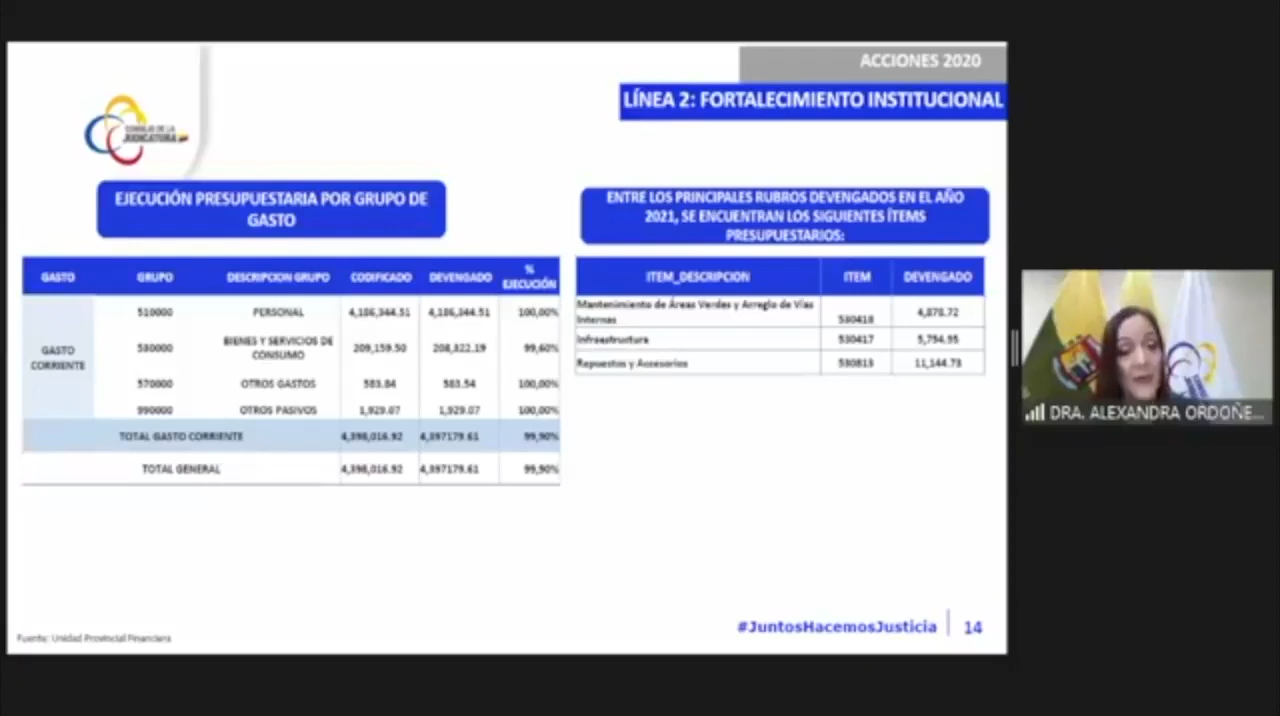 ACCIONES 2020
LÍNEA 2: FORTALECIMIENTO INSTITUCIONAL
CONSEJO DE LA
JUDICATURA
EJECUCIÓN PRESUPUESTARIA POR GRUPO DE
GASTO
GASTO GRUPO DESCRIPCION GRUPO CODIFICADO DEVENGADO %
EJECUCIÓN
510000 PERSONAL 4,186,344.51 4,186,344.51 100,00%
GASTO
CORRIENTE
530000 BIENES Y SERVICIOS DE
CONSUMO 209,159.50 208,322.19 99,60%
570000 OTROS GASTOS 583.84 583.54 100,00%
990000 OTROS PASIVOS 1,929.07 1,929.07 100,00%
TOTAL GASTO CORRIENTE 4,398,016.92 4,397179.61 99,90%
TOTAL GENERAL 4,398,016.92 4,397179.61 99,90%
ENTRE LOS PRINCIPALES RUBROS DEVENGADOS EN EL AÑO
2021, SE ENCUENTRAN LOS SIGUIENTES ÍTEMS
PRESUPUESTARIOS:
ITEM_DESCRIPCION ITEM DEVENGADO
Mantenimiento de Áreas Verdes y Arreglo de Vías
Internas 530418 4,878.72
Infraestructura 530417 5,794.95
Repuestos y Accesorios 530813 11,144.73
Fuente: Unidad Provincial Financiera
#JuntosHacemosJusticia 14
DRA. ALEXANDRA ORDOÑE...